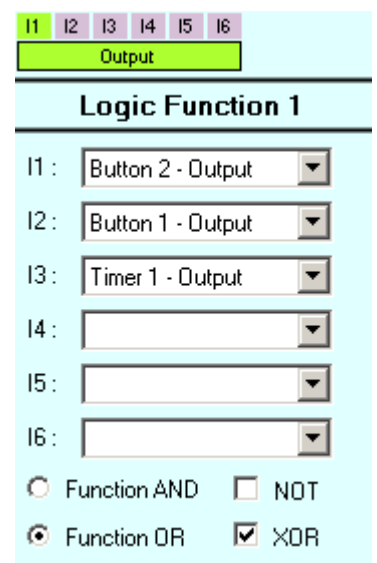 I1 I2 I3 I4 I5 I6
Output
Logic Function 1
I1 : Button 2 - Output
I2 : Button 1 - Output
I3 : Timer 1 - Output
I4 :
I5 :
I6 :
Function AND NOT
Function OR XOR